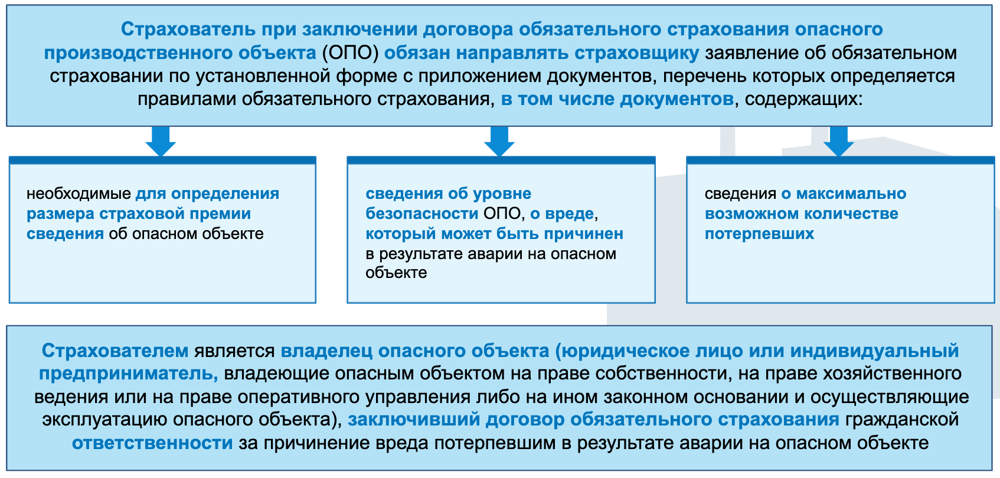 Страхователь при заключении договора обязательного страхования опасного
производственного объекта (ОПО) обязан направлять страховщику заявление об обязательном
страховании по установленной форме с приложением документов, перечень которых определяется
правилами обязательного страхования, в том числе документов, содержащих:
необходимые для определения
размера страховой премии
сведения об опасном объекте
сведения об уровне
безопасности ОПО, о вреде,
который может быть причинен
в результате аварии на опасном
объекте
сведения о максимально
возможном количестве
потерпевших
Страхователем является владелец опасного объекта (юридическое лицо или индивидуальный
предприниматель, владеющие опасным объектом на праве собственности, на праве хозяйственного
ведения или на праве оперативного управления либо на ином законном основании и осуществляющие
эксплуатацию опасного объекта), заключивший договор обязательного страхования гражданской
ответственности за причинение вреда потерпевшим в результате аварии на опасном объекте